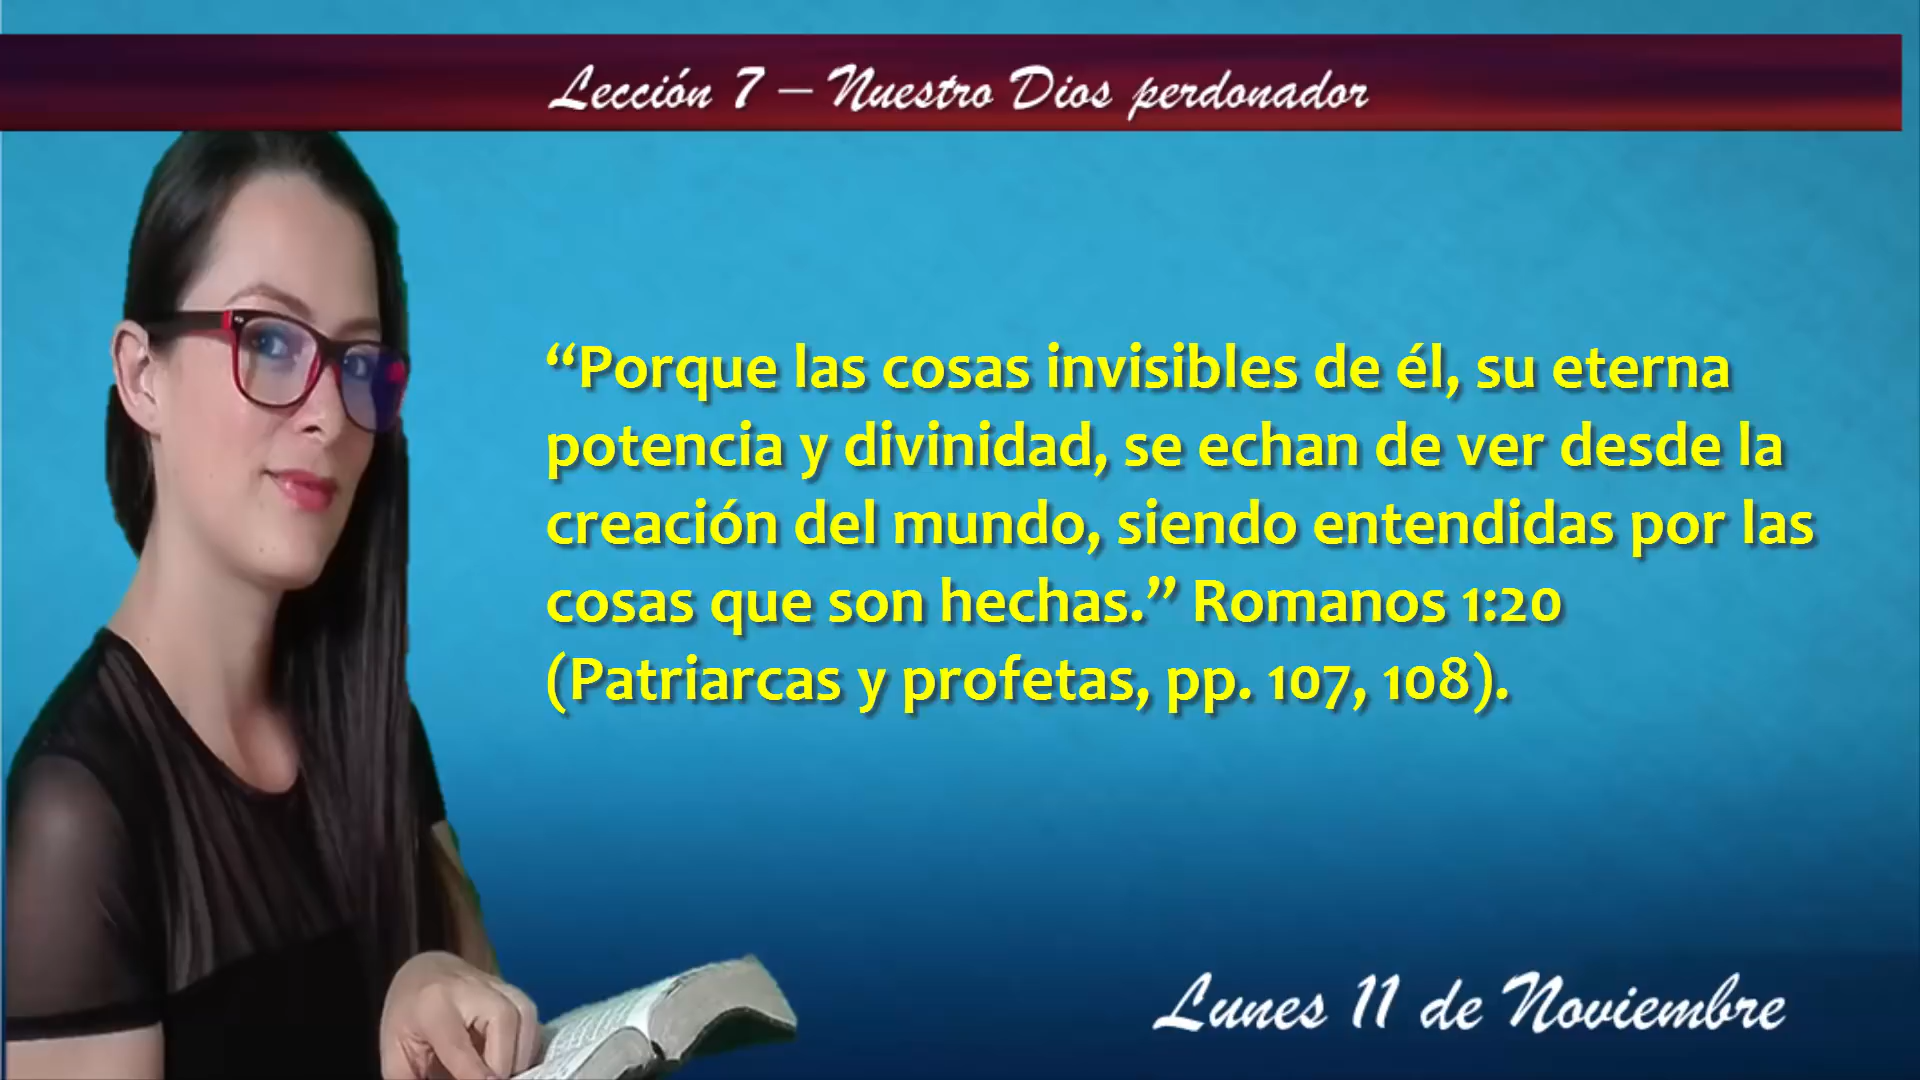 Lección 7 – Nuestro Dios perdonador
“Porque las cosas invisibles de él, su eterna
potencia y divinidad, se echan de ver desde la
creación del mundo, siendo entendidas por las
cosas que son hechas.” Romanos 1:20
(Patriarcas y profetas, pp. 107, 108).
Lunes 11 de Noviembre